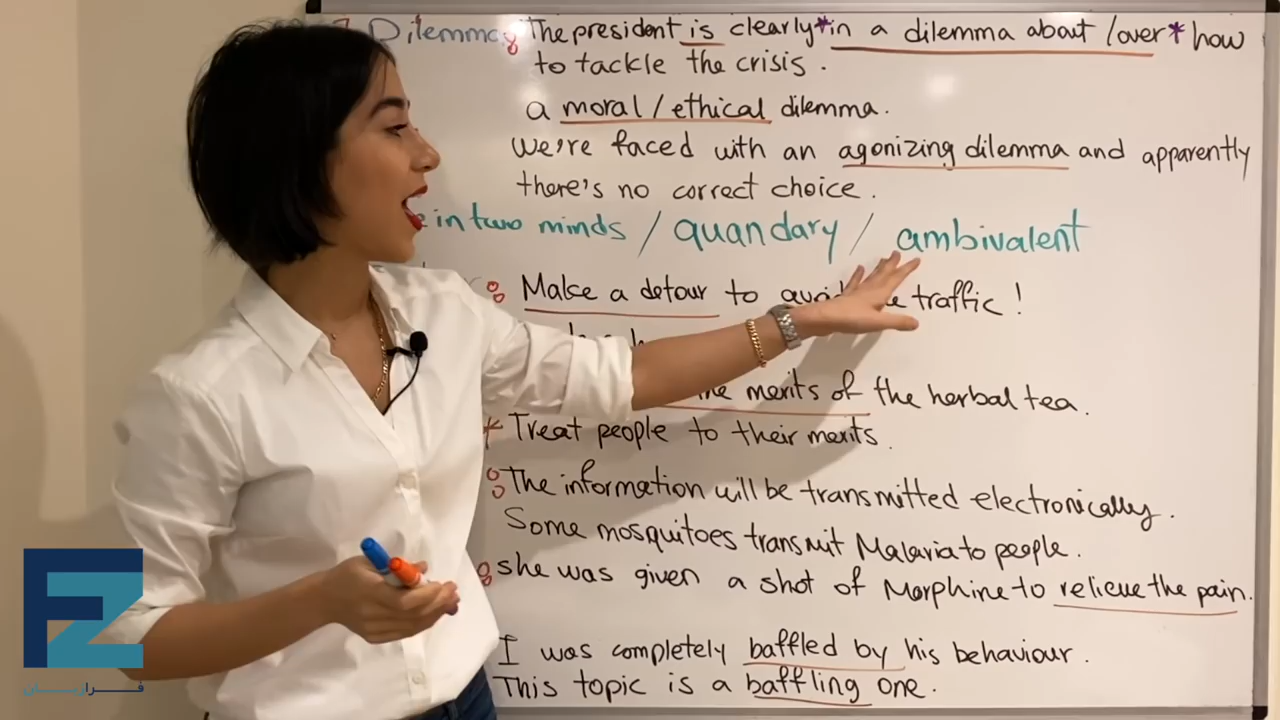 Dilemma: The president is clearly *in a dilemma about /over* how
to tackle the crisis.
a moral / ethical dilemma.
we're faced with an agonizing dilemma and apparently
there's no correct choice.
in two minds / quandary / ambivalent
: Make a detour to traffic!
merits of the herbal tea.
* Treat people to their merits.
: The information will be transmitted electronically.
Some mosquitoes transmit Malaria to people.
: she was given a shot of Morphine to relieve the pain.
I was completely baffled by his behaviour.
This topic is a baffling one.
FZ
فرازبان